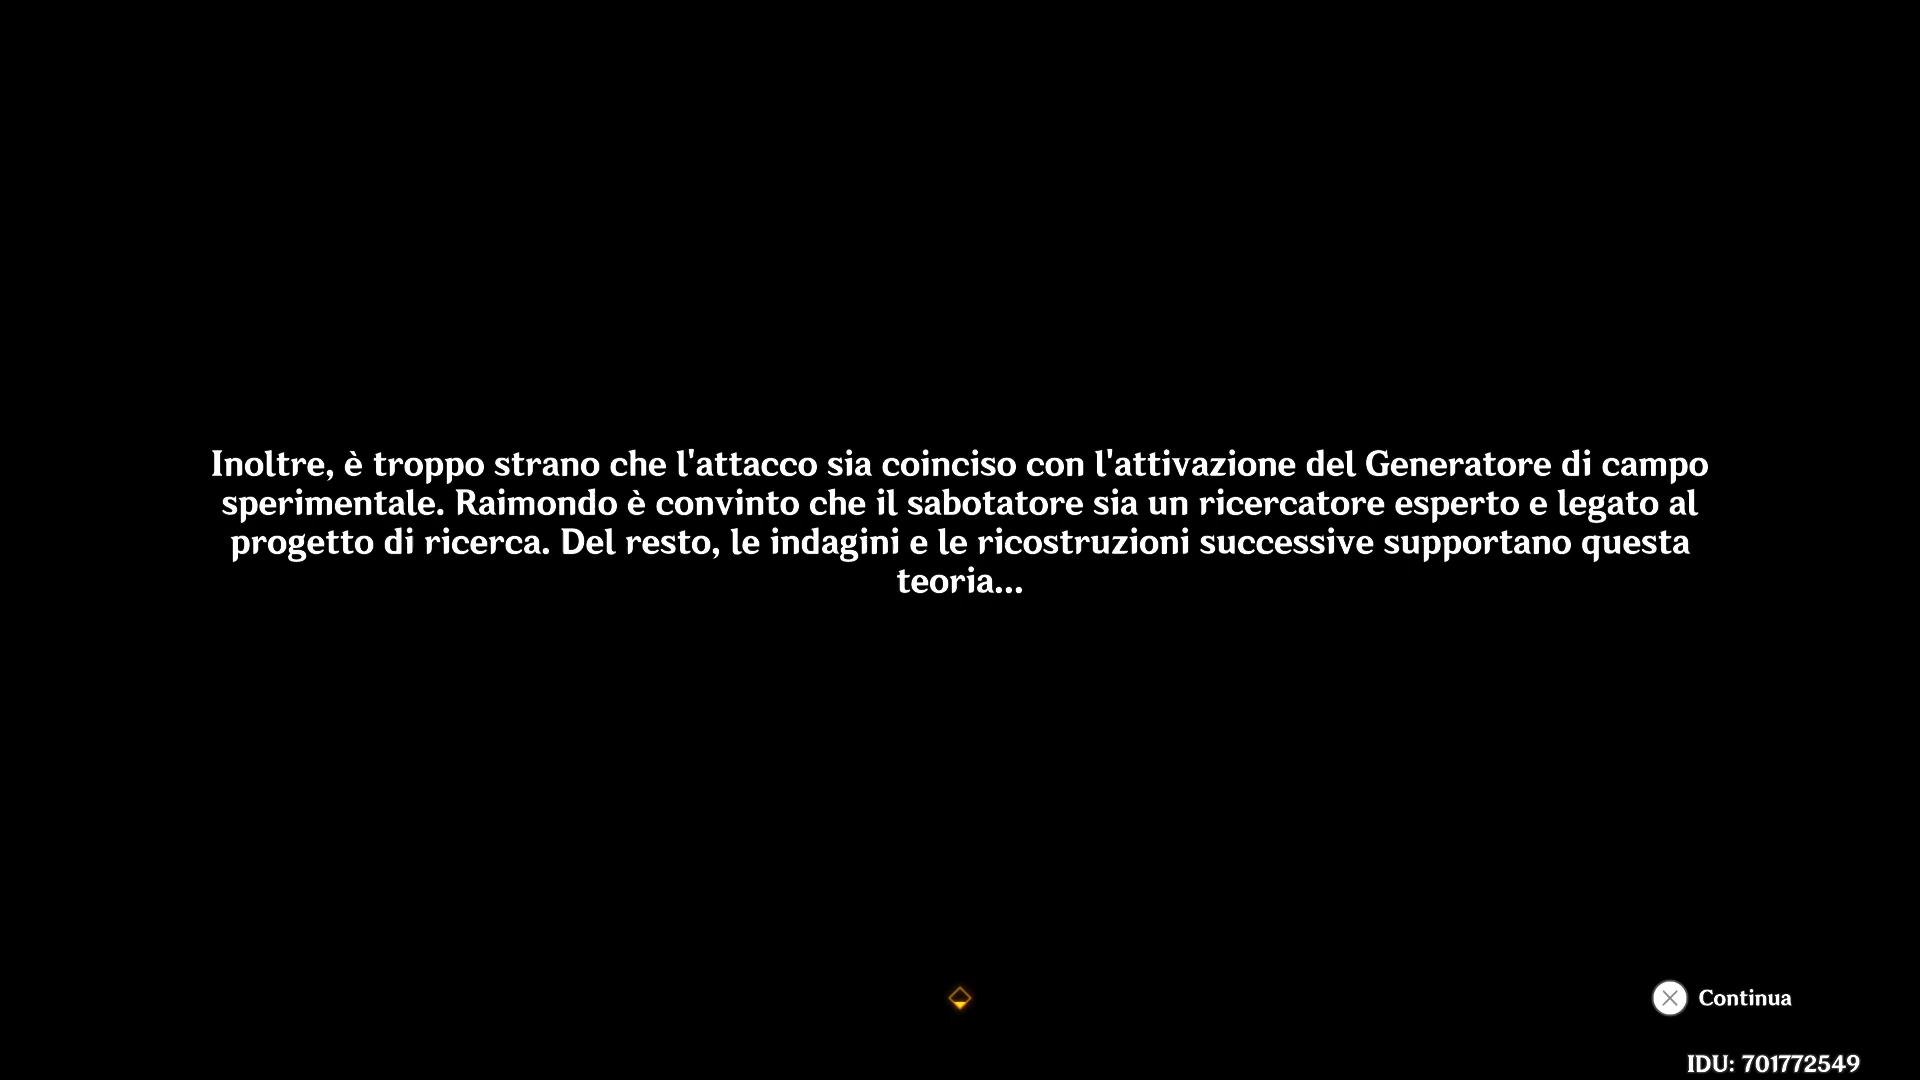 Inoltre, è troppo strano che l'attacco sia coinciso con l'attivazione del Generatore di campo
sperimentale. Raimondo è convinto che il sabotatore sia un ricercatore esperto e legato al
progetto di ricerca. Del resto, le indagini e le ricostruzioni successive supportano questa
teoria...
Continua
IDU: 701772549